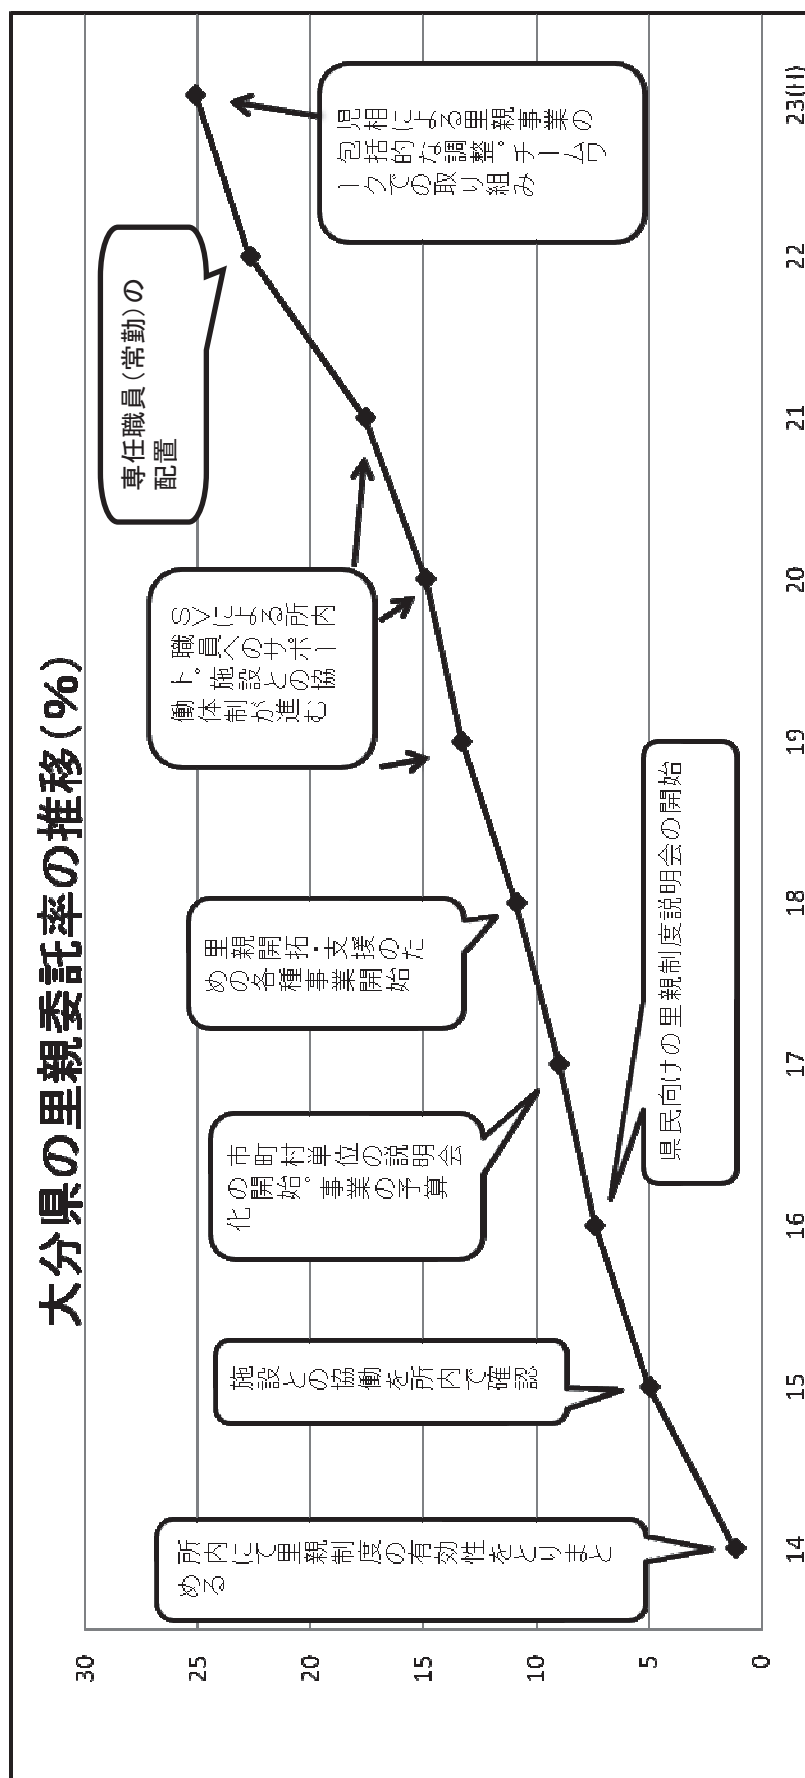 大分県の里親委託率の推移(%)
30
25
20
15
10
5
0
14
15
16
17
18
19
20
21
22
23(H)
所内にて里親制度の有効性をとりまと
める
施設との協働を所内で確認
市町村単位の説明会
の開始。事業の予算
化
県民向けの里親制度説明会の開始
里親開拓・支援のた
めの各種事業開始
SVによる所内
職員へのサポー
ト。施設との協
働体制が進む
専任職員(常勤)の
配置
児相による里親事業の
包括的な調整。チームワ
ークでの取り組み